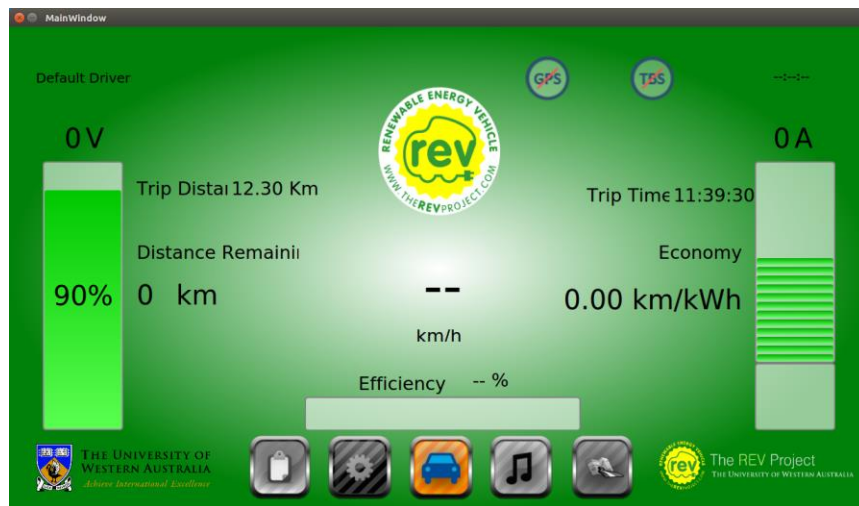 MainWindow
Default Driver
GPS
TBS
--:--:--
0 V
RENEWABLE ENERGY VEHICLE
rev
WWW.THEREVPROJECT.COM
0 A
Trip Distar 12.30 Km
Trip Time 11:39:30
Distance Remainii
Economy
90%
0 km
--
0.00 km/kWh
km/h
Efficiency -- %
THE UNIVERSITY OF
WESTERN AUSTRALIA
Achieve International Excellence
rev
The REV Project
THE UNIVERSITY OF WESTERN AUSTRALIA